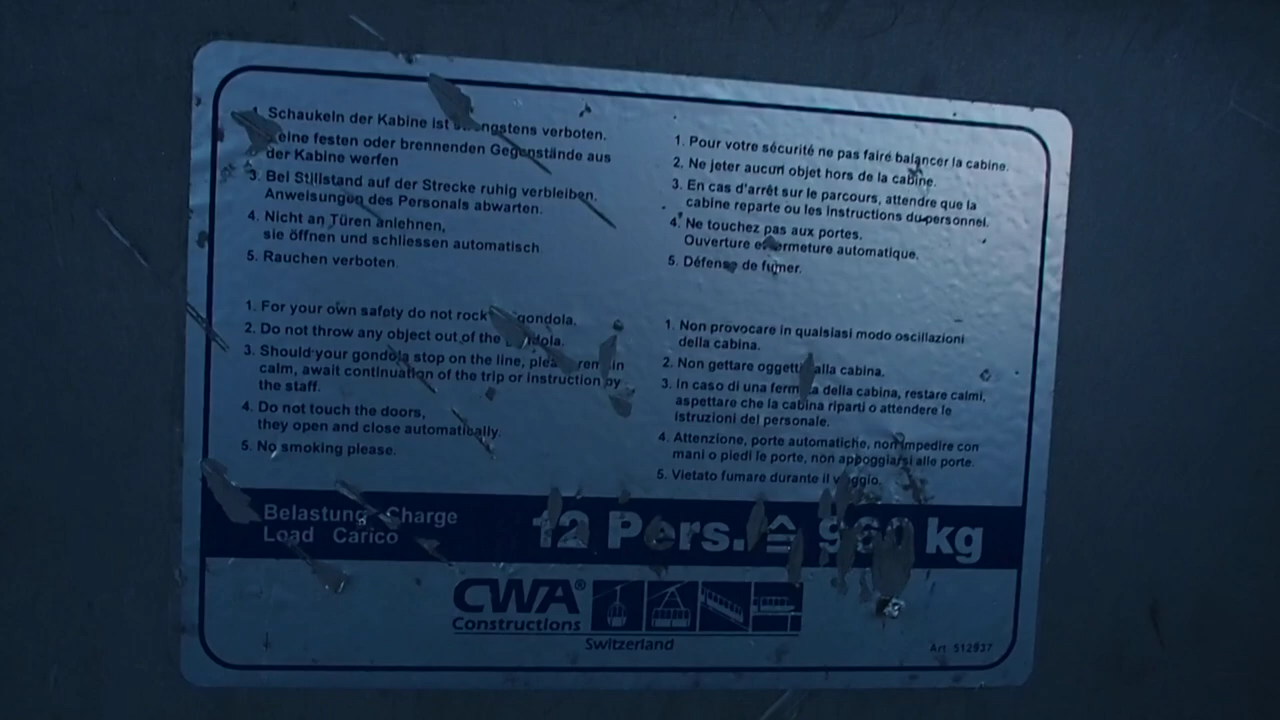 1. Schaukeln der Kabine ist strengstens verboten.
Keine festen oder brennenden Gegenstände aus
der Kabine werfen
3. Bei Stillstand auf der Strecke ruhig verbleiben.
Anweisungen des Personals abwarten.
4. Nicht an Türen anlehnen,
sie öffnen und schliessen automatisch
5. Rauchen verboten.
1. Pour votre sécurité ne pas faire balancer la cabine.
2. Ne jeter aucun objet hors de la cabine.
3. En cas d'arrêt sur le parcours, attendre que la
cabine reparte ou les instructions du personnel.
4. Ne touchez pas aux portes.
Ouverture et fermeture automatique.
5. Défense de fumer.
1. For your own safety do not rock gondola.
2. Do not throw any object out of the gondola.
3. Should your gondola stop on the line, please remain
calm, await continuation of the trip or instruction by
the staff.
4. Do not touch the doors,
they open and close automatically.
5. No smoking please.
1. Non provocare in qualsiasi modo oscillazioni
della cabina.
2. Non gettare oggetti dalla cabina.
3. In caso di una fermata della cabina, restare calmi,
aspettare che la cabina riparti o attendere le
istruzioni del personale.
4. Attenzione, porte automatiche, non impedire con
mani o piedi le porte, non appoggiarsi alle porte.
5. Vietato fumare durante il viaggio.
Belastung Charge
Load Carico
12 Pers. ≙ 960 kg
CWA®
Constructions
Switzerland
Art 512937